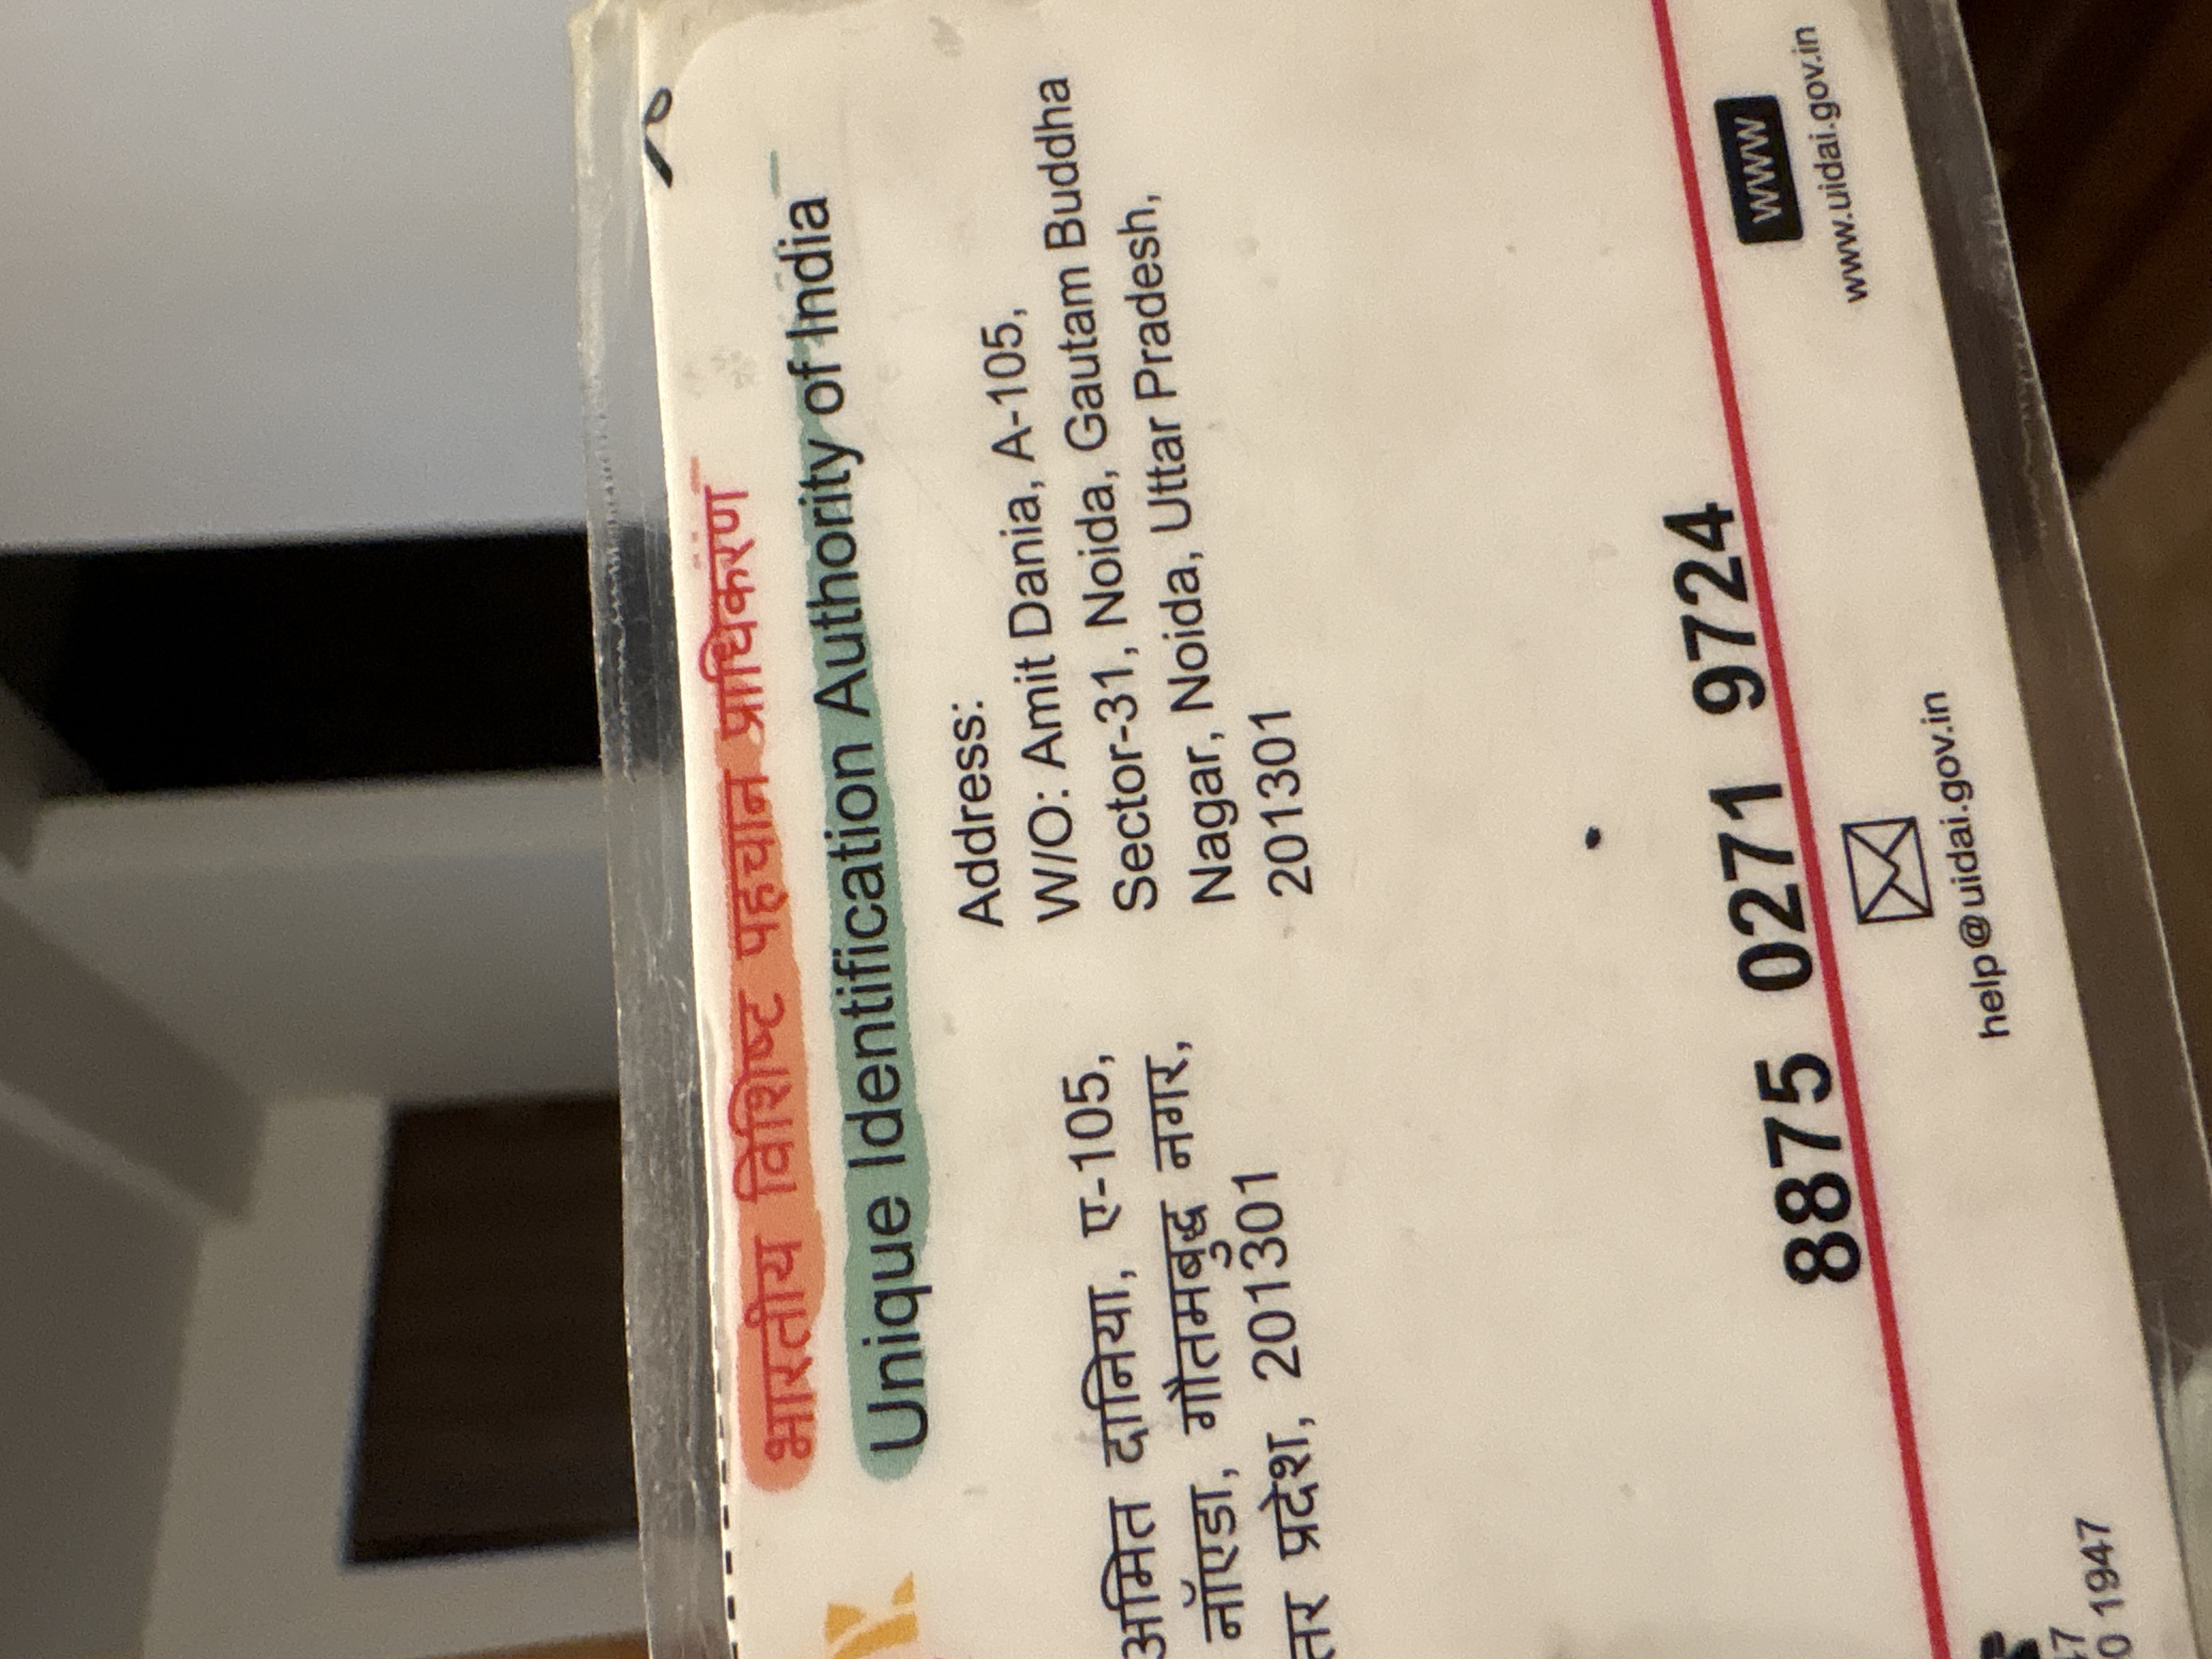 भारतीय विशिष्ट पहचान प्राधिकरण
Unique Identification Authority of India
अमित दानिया, ए-105,
नॉएडा, गौतमबुद्ध नगर,
प्रदेश, 201301
Address:
W/O: Amit Dania, A-105,
Sector-31, Noida, Gautam Buddha
Nagar, Noida, Uttar Pradesh,
201301
8875 0271 9724
1947
help@uidai.gov.in
www
www.uidai.gov.in